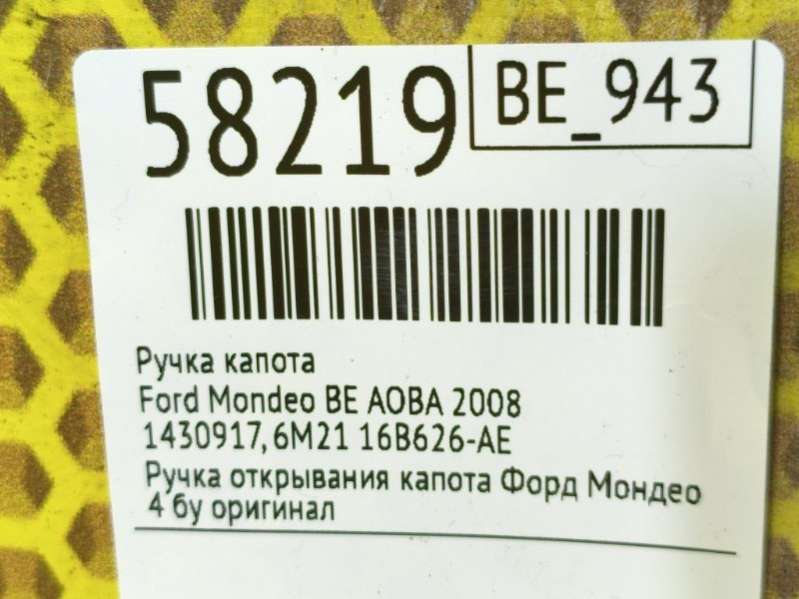 58219
BE_943
Ручка капота
Ford Mondeo BE AOBA 2008
1430917, 6M21 16B626-AE
Ручка открывания капота Форд Мондео
4 бу оригинал